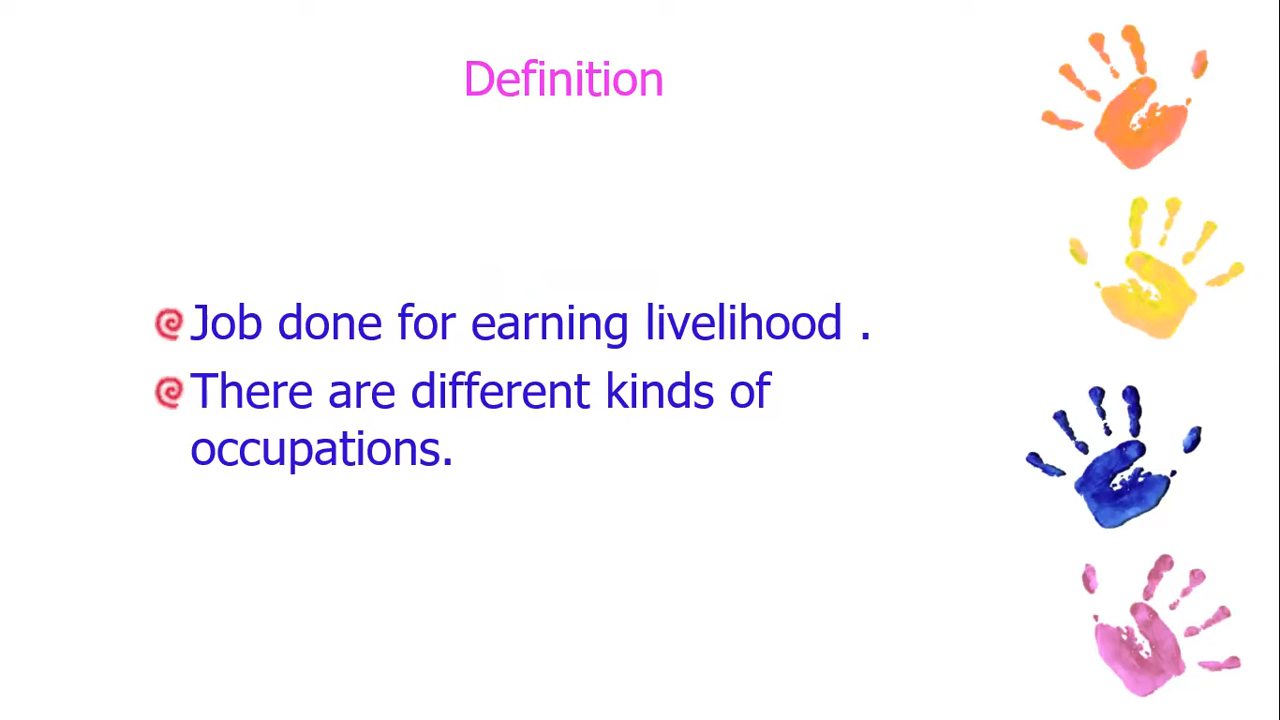 Definition
Job done for earning livelihood .
There are different kinds of
occupations.